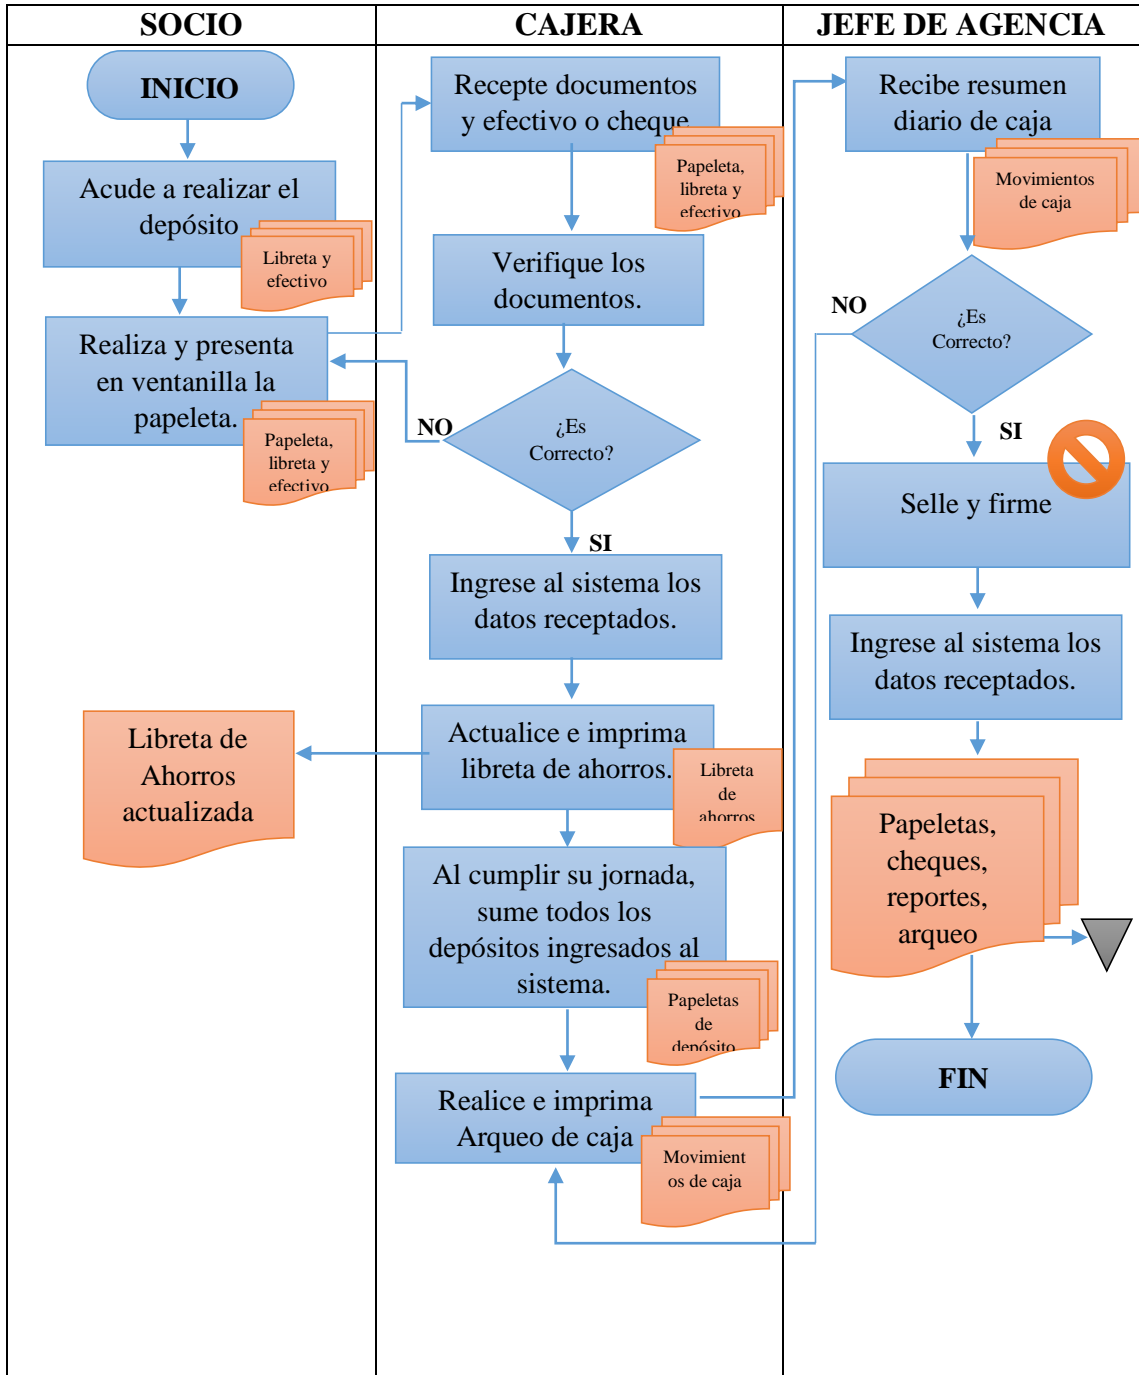 SOCIO
INICIO
Acude a realizar el
depósito
Libreta y
efectivo
Realiza y presenta
en ventanilla la
papeleta.
Papeleta,
libreta y
efectivo
Libreta de
Ahorros
actualizada
CAJERA
Recepte documentos
y efectivo o cheque
Papeleta,
libreta y
efectivo
Verifique los
documentos.
NO
¿Es
Correcto?
SI
Ingrese al sistema los
datos receptados.
Actualice e imprima
libreta de ahorros.
Libreta
de
ahorros
Al cumplir su jornada,
sume todos los
depósitos ingresados al
sistema.
Papeletas
de
depósito
Realice e imprima
Arqueo de caja
Movimient
os de caja
JEFE DE AGENCIA
Recibe resumen
diario de caja
Movimientos
de caja
NO
¿Es
Correcto?
SI
Selle y firme
Ingrese al sistema los
datos receptados.
Papeletas,
cheques,
reportes,
arqueo
FIN